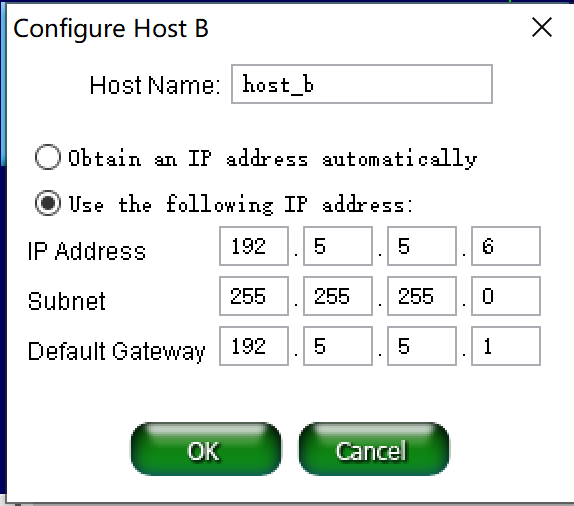 Configure Host B
Host Name: host_b
Obtain an IP address automatically
Use the following IP address:
IP Address 192 . 5 . 5 . 6
Subnet 255 . 255 . 255 . 0
Default Gateway 192 . 5 . 5 . 1
OK Cancel